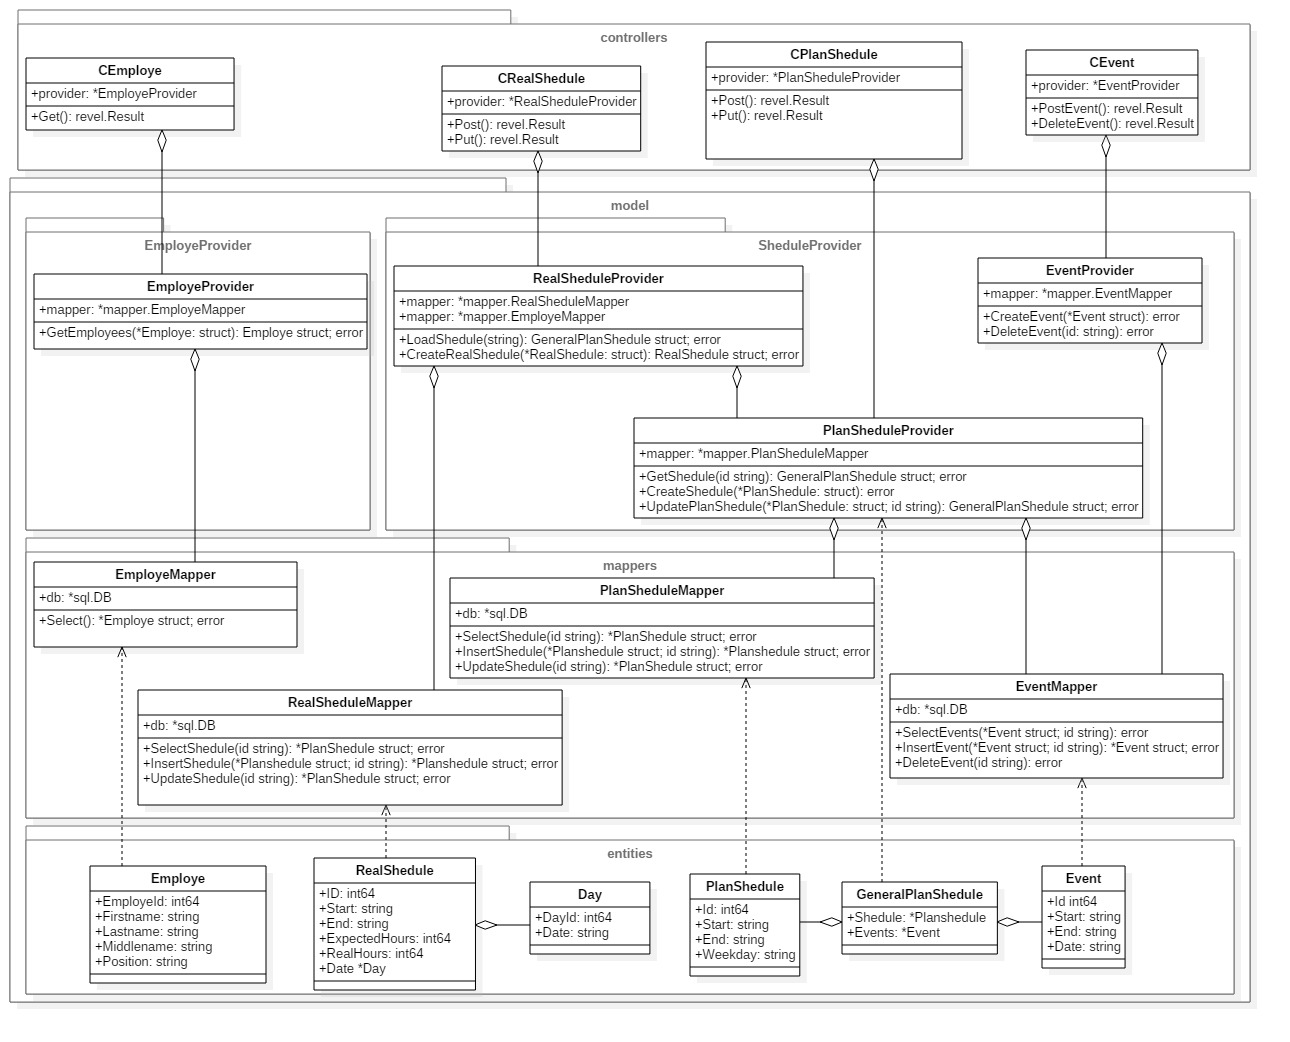 controllers
CEmploye
+provider: *EmployeProvider
+Get(): revel.Result
CRealShedule
+provider: *RealSheduleProvider
+Post(): revel.Result
+Put(): revel.Result
CPlanShedule
+provider: *PlanSheduleProvider
+Post(): revel.Result
+Put(): revel.Result
CEvent
+provider: *EventProvider
+PostEvent(): revel.Result
+DeleteEvent(): revel.Result
model
EmployeProvider
EmployeProvider
+mapper: *mapper.EmployeMapper
+GetEmployees(*Employe: struct): Employe struct; error
SheduleProvider
RealSheduleProvider
+mapper: *mapper.RealSheduleMapper
+mapper: *mapper.EmployeMapper
+LoadShedule(string): GeneralPlanShedule struct; error
+CreateRealShedule(*RealShedule: struct): RealShedule struct; error
EventProvider
+mapper: *mapper.EventMapper
+CreateEvent(*Event struct): error
+DeleteEvent(id: string): error
PlanSheduleProvider
+mapper: *mapper.PlanSheduleMapper
+GetShedule(id string): GeneralPlanShedule struct; error
+CreateShedule(*PlanShedule: struct): error
+UpdatePlanShedule(*PlanShedule: struct; id string): GeneralPlanShedule struct; error
mappers
EmployeMapper
+db: *sql.DB
+Select(): *Employe struct; error
PlanSheduleMapper
+db: *sql.DB
+SelectShedule(id string): *PlanShedule struct; error
+InsertShedule(*Planshedule struct; id string): *Planshedule struct; error
+UpdateShedule(id string): *PlanShedule struct; error
RealSheduleMapper
+db: *sql.DB
+SelectShedule(id string): *PlanShedule struct; error
+InsertShedule(*Planshedule struct; id string): *Planshedule struct; error
+UpdateShedule(id string): *PlanShedule struct; error
EventMapper
+db: *sql.DB
+SelectEvents(*Event struct; id string): error
+InsertEvent(*Event struct; id string): *Event struct; error
+DeleteEvent(id string): error
entities
Employe
+EmployeId: int64
+Firstname: string
+Lastname: string
+Middlename: string
+Position: string
RealShedule
+ID: int64
+Start: string
+End: string
+ExpectedHours: int64
+RealHours: int64
+Date *Day
Day
+DayId: int64
+Date: string
PlanShedule
+Id: int64
+Start: string
+End: string
+Weekday: string
GeneralPlanShedule
+Shedule: *Planshedule
+Events: *Event
Event
+Id int64
+Start: string
+End: string
+Date: string